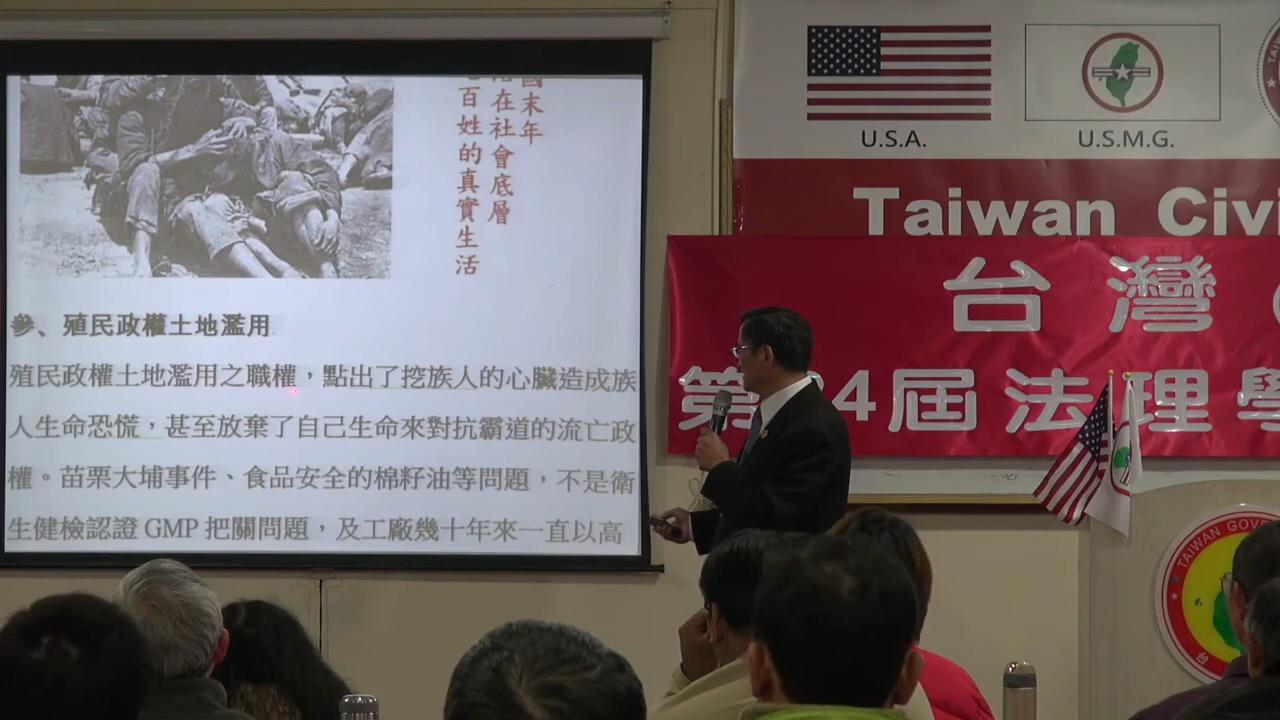 國末年
在社會底層
百姓的真實生活
參、殖民政權土地濫用
殖民政權土地濫用之職權，點出了挖族人的心臟造成族
人生命恐慌，甚至放棄了自己生命來對抗霸道的流亡政
權。苗栗大埔事件、食品安全的棉籽油等問題，不是衛
生健檢認證 GMP 把關問題，及工廠幾十年來一直以高
U.S.A.
U.S.M.G.
Taiwan Civi
台灣
第 4屆法理學
TAIWAN GOVE